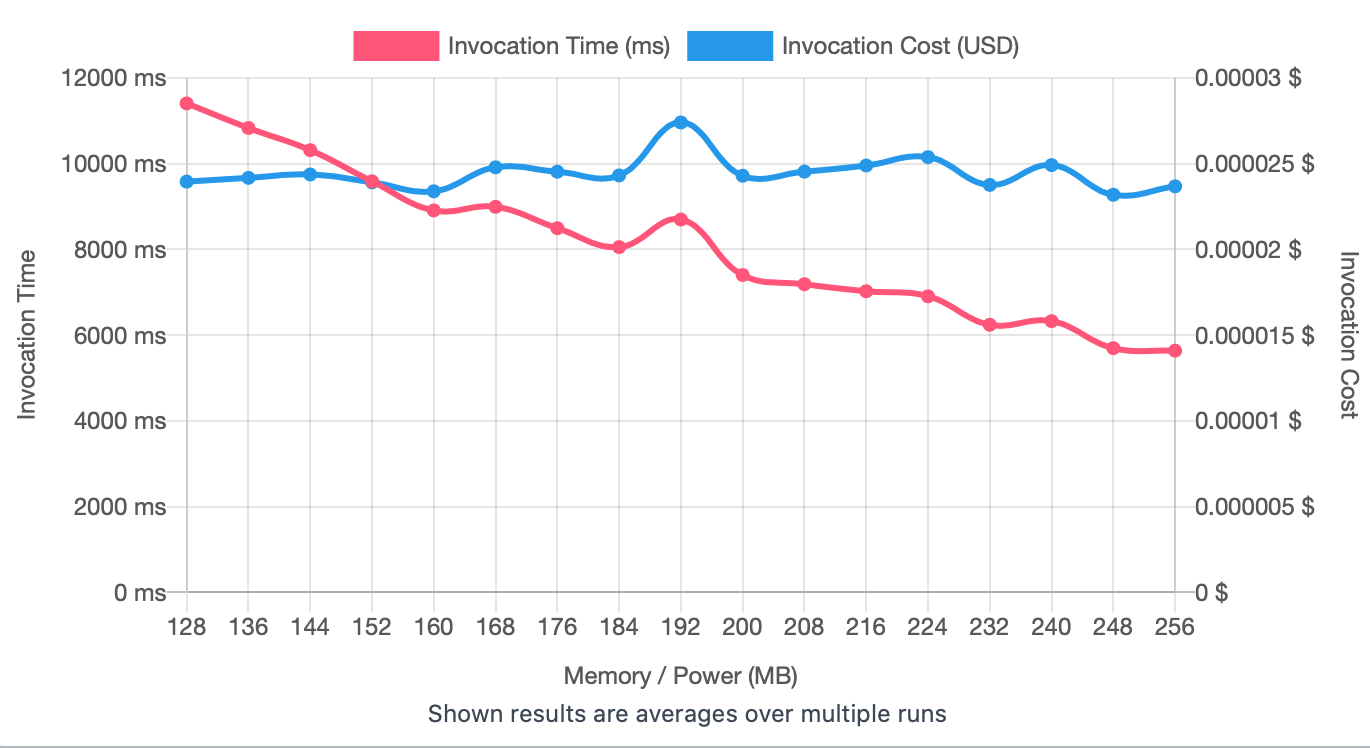 Invocation Time (ms) Invocation Cost (USD)
12000 ms 0.00003 $
10000 ms 0.000025 $
8000 ms 0.00002 $
6000 ms 0.000015 $
4000 ms 0.00001 $
2000 ms 0.000005 $
0 ms 0 $
Invocation Time
Invocation Cost
128 136 144 152 160 168 176 184 192 200 208 216 224 232 240 248 256
Memory / Power (MB)
Shown results are averages over multiple runs